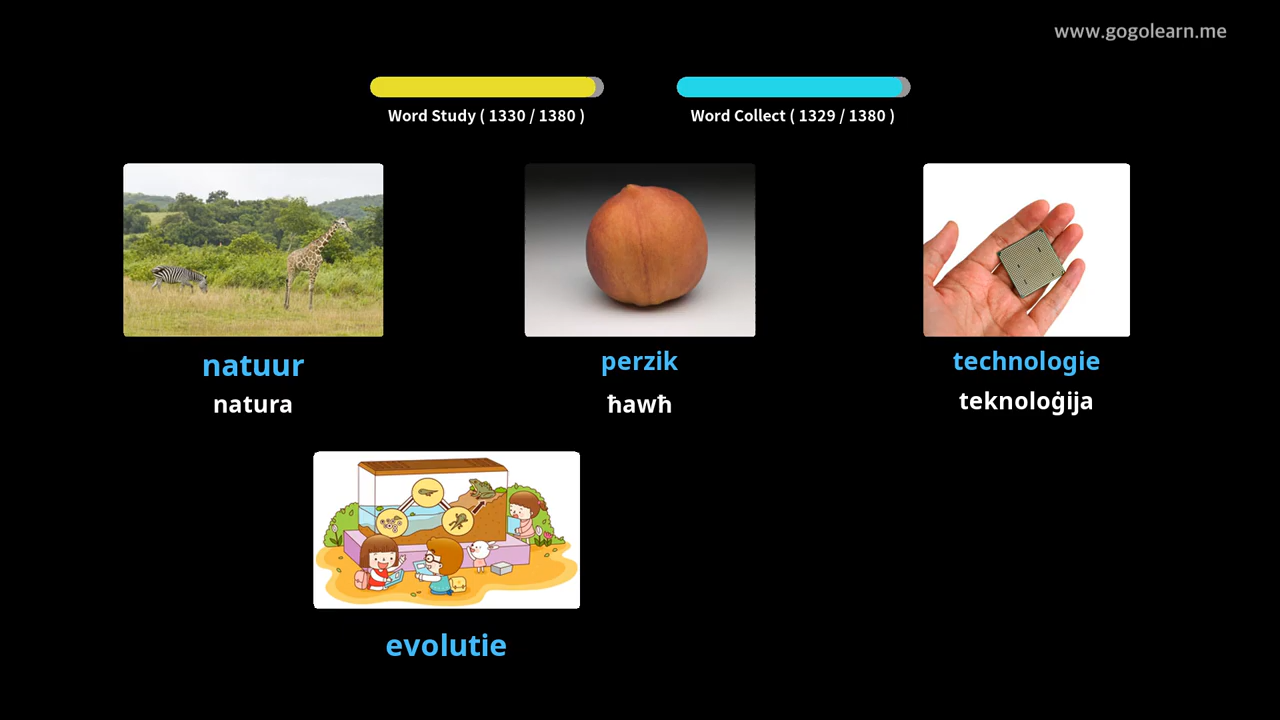 www.gogolearn.me
Word Study ( 1330 / 1380 )
Word Collect ( 1329 / 1380 )
natuur
natura
perzik
ħawħ
technologie
teknoloġija
evolutie